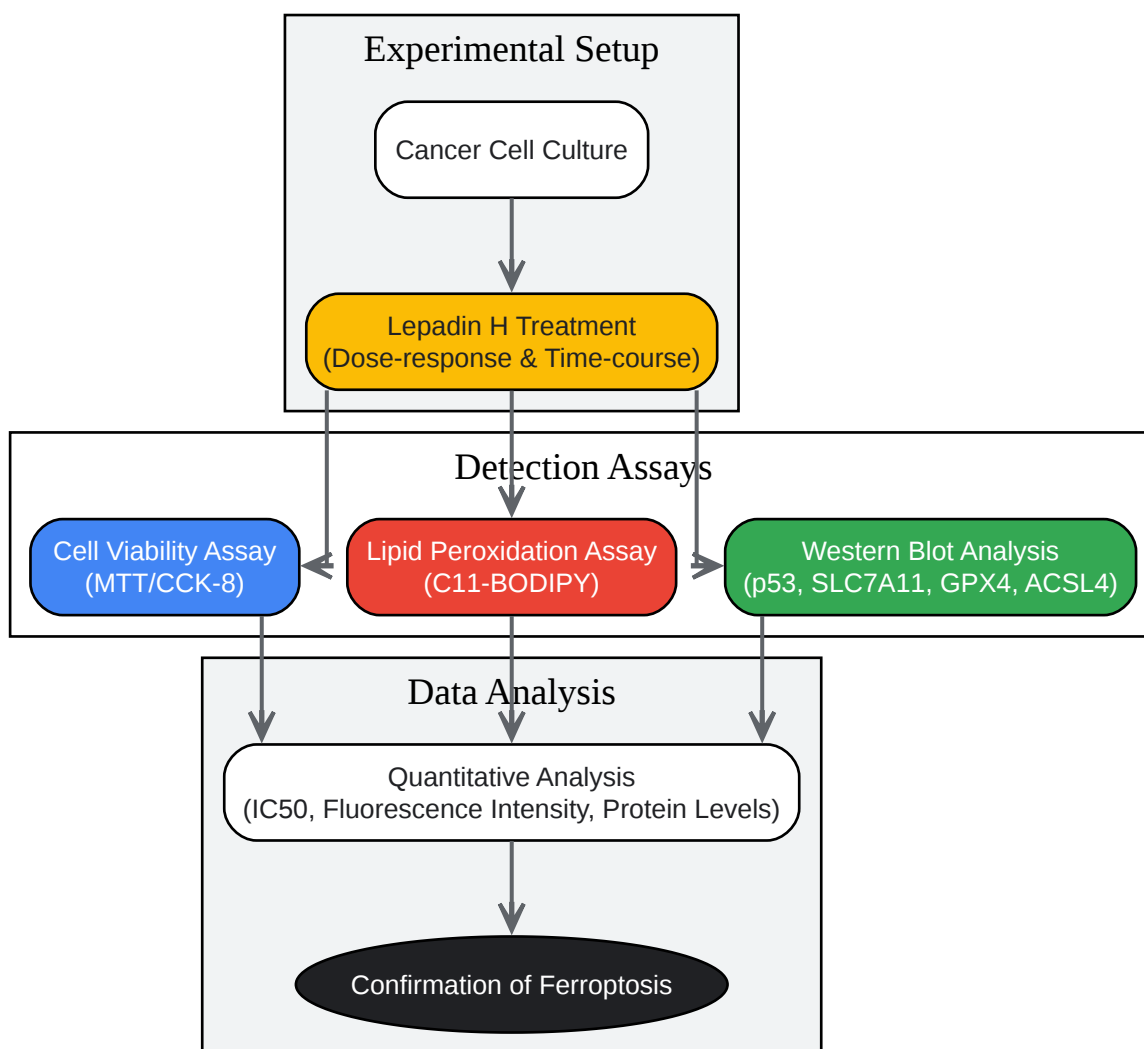 Experimental Setup
Cancer Cell Culture
Lepadin H Treatment
(Dose-response & Time-course)
Detection Assays
Cell Viability Assay
(MTT/CCK-8)
Lipid Peroxidation Assay
(C11-BODIPY)
Western Blot Analysis
(p53, SLC7A11, GPX4, ACSL4)
Data Analysis
Quantitative Analysis
(IC50, Fluorescence Intensity, Protein Levels)
Confirmation of Ferroptosis